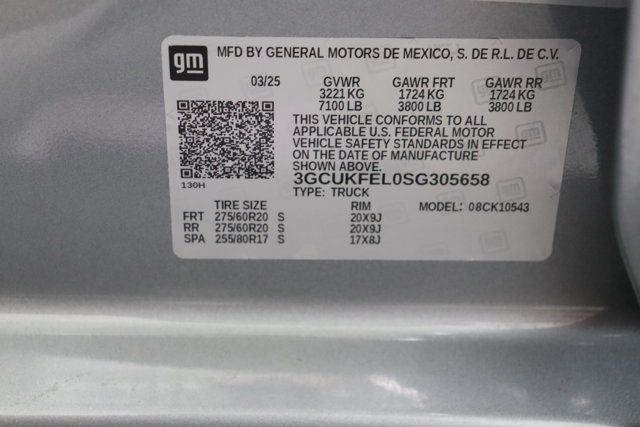 gm MFD BY GENERAL MOTORS DE MEXICO, S. DE R.L. DE C.V.
03/25 GVWR GAWR FRT GAWR RR
3221 KG 1724 KG 1724 KG
7100 LB 3800 LB 3800 LB
THIS VEHICLE CONFORMS TO ALL
APPLICABLE U.S. FEDERAL MOTOR
VEHICLE SAFETY STANDARDS IN EFFECT
ON THE DATE OF MANUFACTURE
SHOWN ABOVE.
3GCUKFEL0SG305658
130H
TYPE: TRUCK
TIRE SIZE RIM MODEL: 08CK10543
FRT 275/60R20 S 20X9J
RR 275/60R20 S 20X9J
SPA 255/80R17 S 17X8J